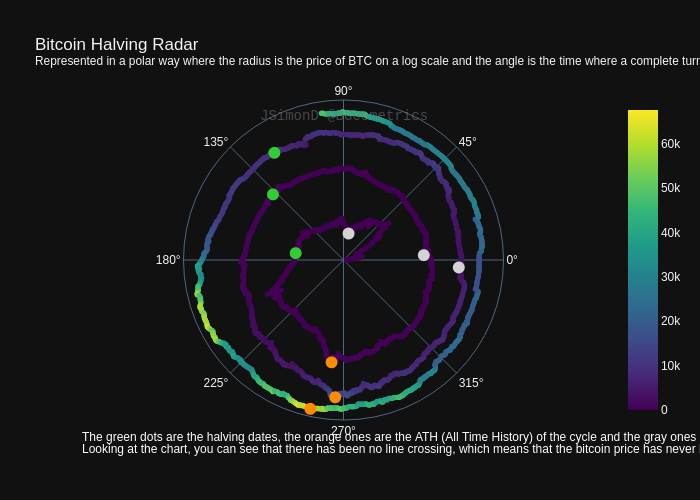 Bitcoin Halving Radar
Represented in a polar way where the radius is the price of BTC on a log scale and the angle is the time where a complete turn
90°
JSimonD @BCosmetrics
135°
45°
60k
50k
40k
180°
0°
30k
20k
10k
225°
315°
0
270°
The green dots are the halving dates, the orange ones are the ATH (All Time History) of the cycle and the gray ones
Looking at the chart, you can see that there has been no line crossing, which means that the bitcoin price has never